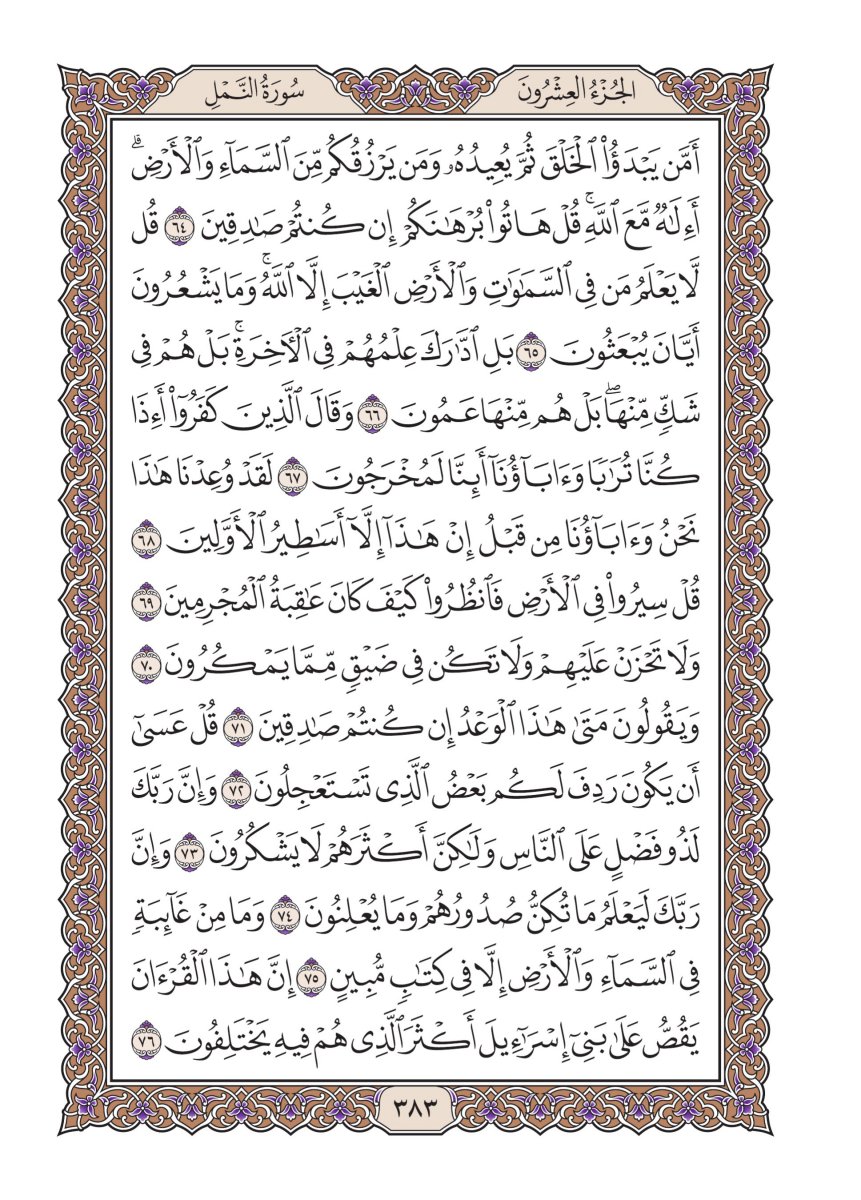 الجُزْءُ العِشْرُونَ
سُورَةُ النَّمْلِ
أَمَّن يَبْدَؤُا۟ ٱلْخَلْقَ ثُمَّ يُعِيدُهُۥ وَمَن يَرْزُقُكُم مِّنَ ٱلسَّمَآءِ وَٱلْأَرْضِ ۗ
أَءِلَٰهٌ مَّعَ ٱللَّهِ ۚ قُلْ هَاتُوا۟ بُرْهَٰنَكُمْ إِن كُنتُمْ صَٰدِقِينَ ٦٤ قُل
لَّا يَعْلَمُ مَن فِى ٱلسَّمَٰوَٰتِ وَٱلْأَرْضِ ٱلْغَيْبَ إِلَّا ٱللَّهُ ۚ وَمَا يَشْعُرُونَ
أَيَّانَ يُبْعَثُونَ ٦٥ بَلِ ٱدَّٰرَكَ عِلْمُهُمْ فِى ٱلْءَاخِرَةِ ۚ بَلْ هُمْ فِى
شَكٍّ مِّنْهَا ۖ بَلْ هُم مِّنْهَا عَمُونَ ٦٦ وَقَالَ ٱلَّذِينَ كَفَرُوٓا۟ أَءِذَا
كُنَّا تُرَٰبًا وَءَابَآؤُنَآ أَئِنَّا لَمُخْرَجُونَ ٦٧ لَقَدْ وُعِدْنَا هَٰذَا
نَحْنُ وَءَابَآؤُنَا مِن قَبْلُ إِنْ هَٰذَآ إِلَّآ أَسَٰطِيرُ ٱلْأَوَّلِينَ ٦٨
قُلْ سِيرُوا۟ فِى ٱلْأَرْضِ فَٱنظُرُوا۟ كَيْفَ كَانَ عَٰقِبَةُ ٱلْمُجْرِمِينَ ٦٩
وَلَا تَحْزَنْ عَلَيْهِمْ وَلَا تَكُن فِى ضَيْقٍ مِّمَّا يَمْكُرُونَ ٧٠
وَيَقُولُونَ مَتَىٰ هَٰذَا ٱلْوَعْدُ إِن كُنتُمْ صَٰدِقِينَ ٧١ قُلْ عَسَىٰٓ
أَن يَكُونَ رَدِفَ لَكُم بَعْضُ ٱلَّذِى تَسْتَعْجِلُونَ ٧٢ وَإِنَّ رَبَّكَ
لَذُو فَضْلٍ عَلَى ٱلنَّاسِ وَلَٰكِنَّ أَكْثَرَهُمْ لَا يَشْكُرُونَ ٧٣ وَإِنَّ
رَبَّكَ لَيَعْلَمُ مَا تُكِنُّ صُدُورُهُمْ وَمَا يُعْلِنُونَ ٧٤ وَمَا مِنْ غَآئِبَةٍ
فِى ٱلسَّمَآءِ وَٱلْأَرْضِ إِلَّا فِى كِتَٰبٍ مُّبِينٍ ٧٥ إِنَّ هَٰذَا ٱلْقُرْءَانَ
يَقُصُّ عَلَىٰ بَنِىٓ إِسْرَٰٓءِيلَ أَكْثَرَ ٱلَّذِى هُمْ فِيهِ يَخْتَلِفُونَ ٧٦
٣٨٣